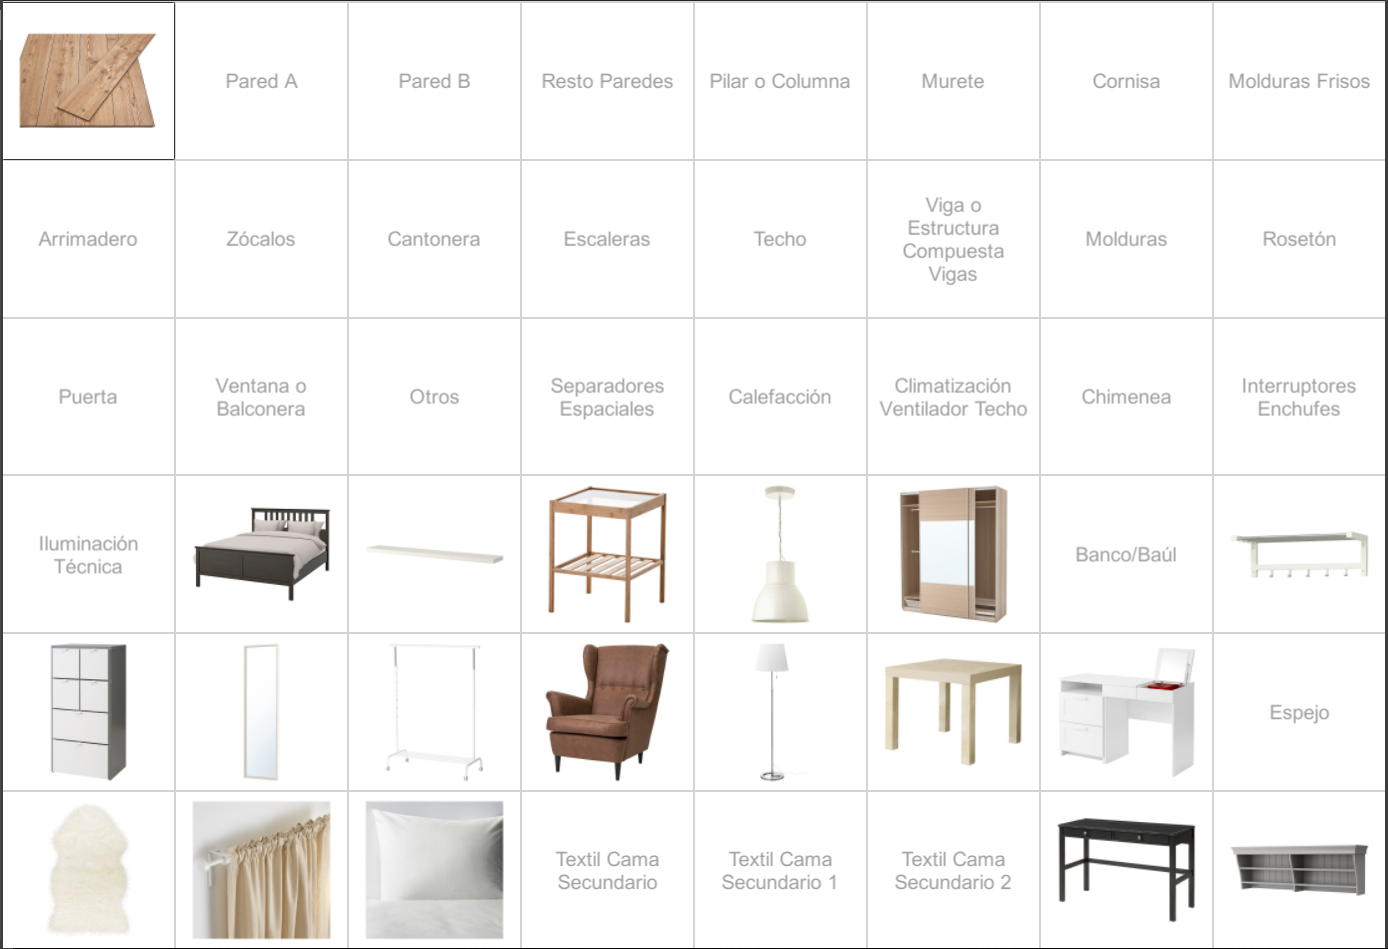 Pared A
Pared B
Resto Paredes
Pilar o Columna
Murete
Cornisa
Molduras Frisos
Arrimadero
Zócalos
Cantonera
Escaleras
Techo
Viga o
Estructura
Compuesta
Vigas
Molduras
Rosetón
Puerta
Ventana o
Balconera
Otros
Separadores
Espaciales
Calefacción
Climatización
Ventilador Techo
Chimenea
Interruptores
Enchufes
Iluminación
Técnica
Banco/Baúl
Espejo
Textil Cama
Secundario
Textil Cama
Secundario 1
Textil Cama
Secundario 2